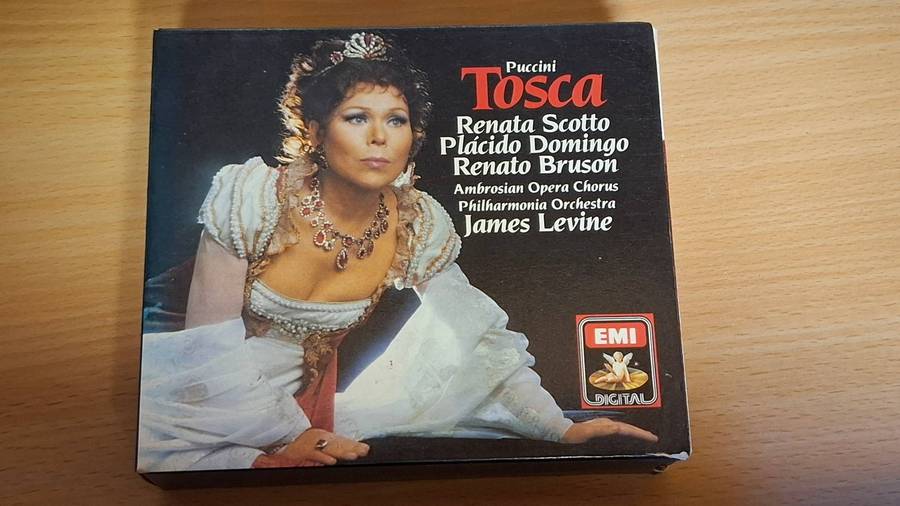 Puccini
Tosca
Renata Scotto
Plácido Domingo
Renato Bruson
Ambrosian Opera Chorus
Philharmonia Orchestra
James Levine
EMI
DIGITAL